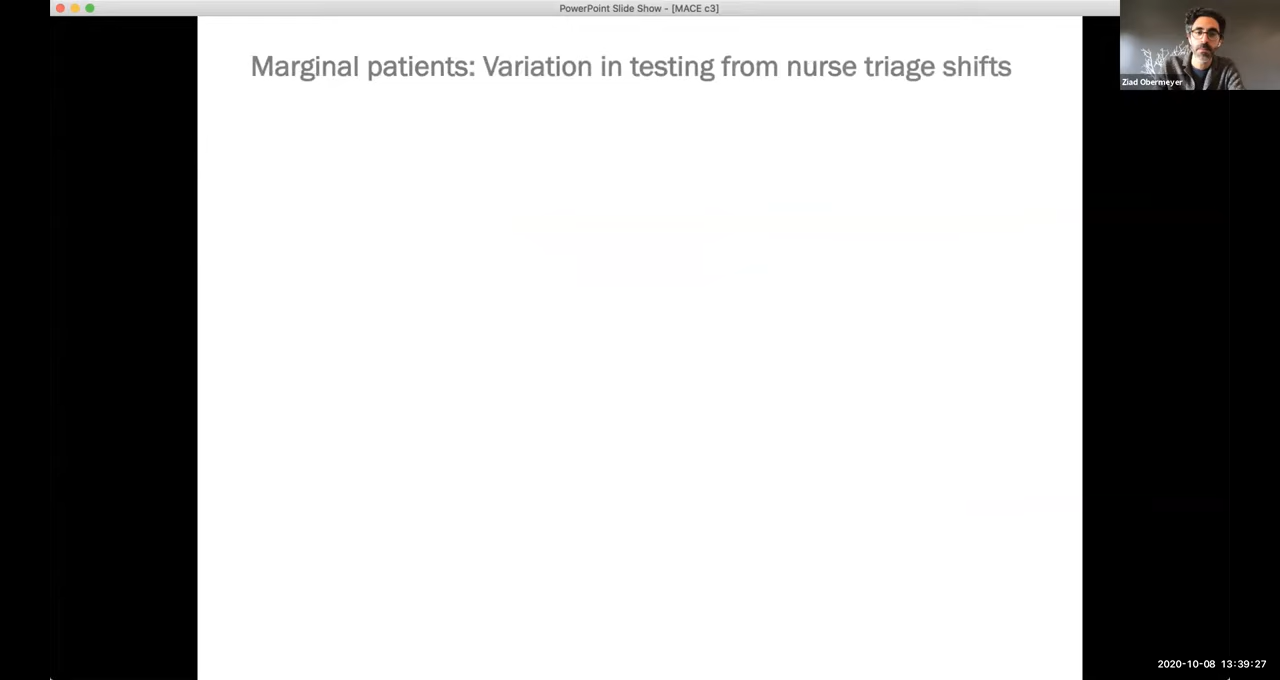 PowerPoint Slide Show - [MACE c3]
Marginal patients: Variation in testing from nurse triage shifts
Ziad Obermeyer
2020-10-08 13:39:27